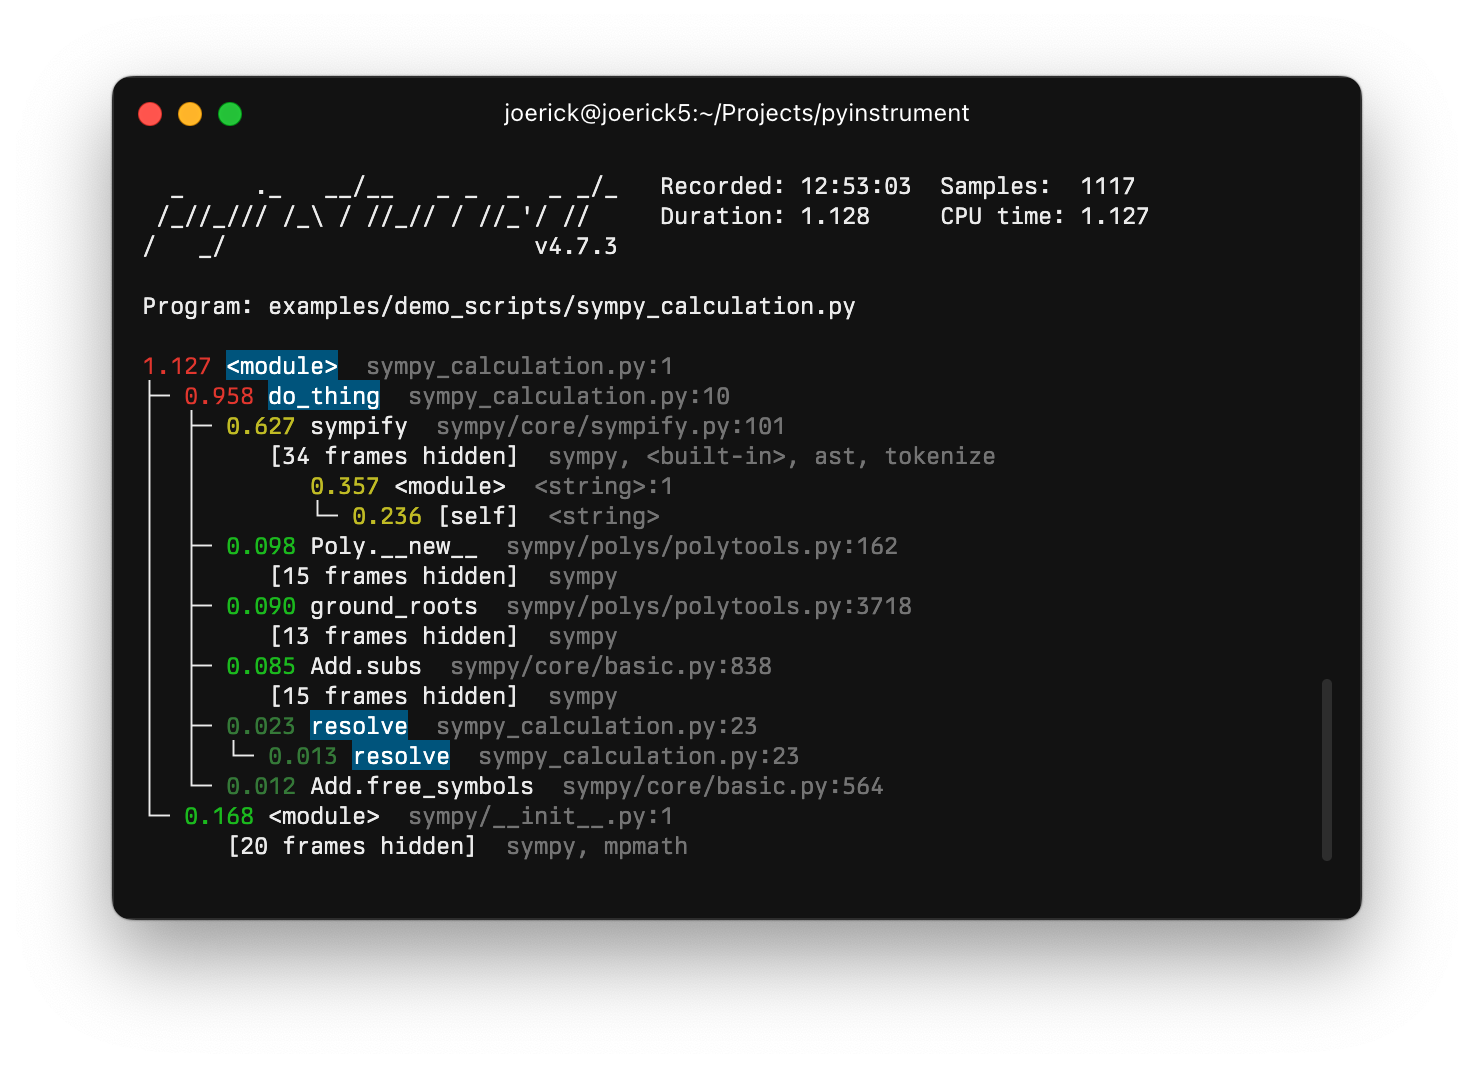 joerick@joerick5:~/Projects/pyinstrument
  _     ._   __/__   _ _  _  _ _/_   Recorded: 12:53:03  Samples:  1117
 /_//_/// /_\ / //_// / //_'/ //     Duration: 1.128     CPU time: 1.127
/   _/                      v4.7.3
Program: examples/demo_scripts/sympy_calculation.py
1.127 <module>  sympy_calculation.py:1
├─ 0.958 do_thing  sympy_calculation.py:10
│  ├─ 0.627 sympify  sympy/core/sympify.py:101
│  │     [34 frames hidden]  sympy, <built-in>, ast, tokenize
│  │        0.357 <module>  <string>:1
│  │        └─ 0.236 [self]  <string>
│  ├─ 0.098 Poly.__new__  sympy/polys/polytools.py:162
│  │     [15 frames hidden]  sympy
│  ├─ 0.090 ground_roots  sympy/polys/polytools.py:3718
│  │     [13 frames hidden]  sympy
│  ├─ 0.085 Add.subs  sympy/core/basic.py:838
│  │     [15 frames hidden]  sympy
│  ├─ 0.023 resolve  sympy_calculation.py:23
│  │  └─ 0.013 resolve  sympy_calculation.py:23
│  └─ 0.012 Add.free_symbols  sympy/core/basic.py:564
└─ 0.168 <module>  sympy/__init__.py:1
      [20 frames hidden]  sympy, mpmath